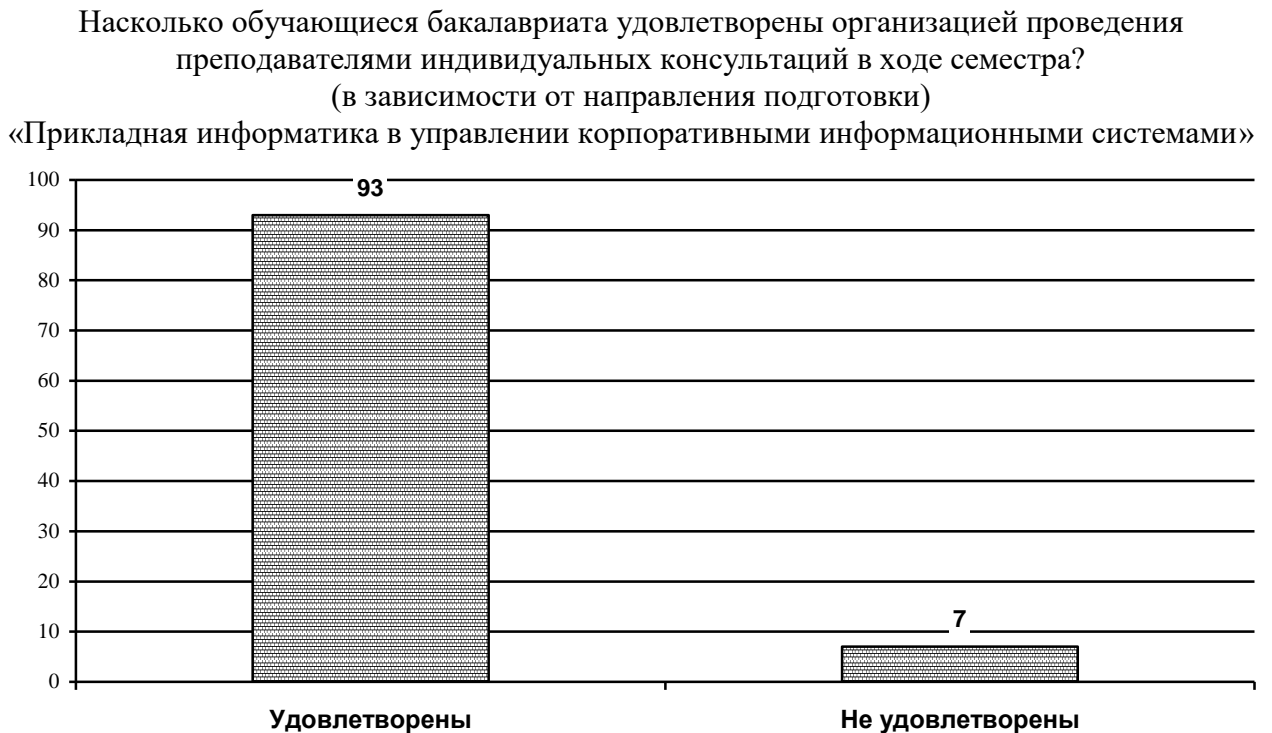 Насколько обучающиеся бакалавриата удовлетворены организацией проведения
преподавателями индивидуальных консультаций в ходе семестра?
(в зависимости от направления подготовки)
«Прикладная информатика в управлении корпоративными информационными системами»
100
93
90
80
70
60
50
40
30
20
10
7
0
Удовлетворены
Не удовлетворены